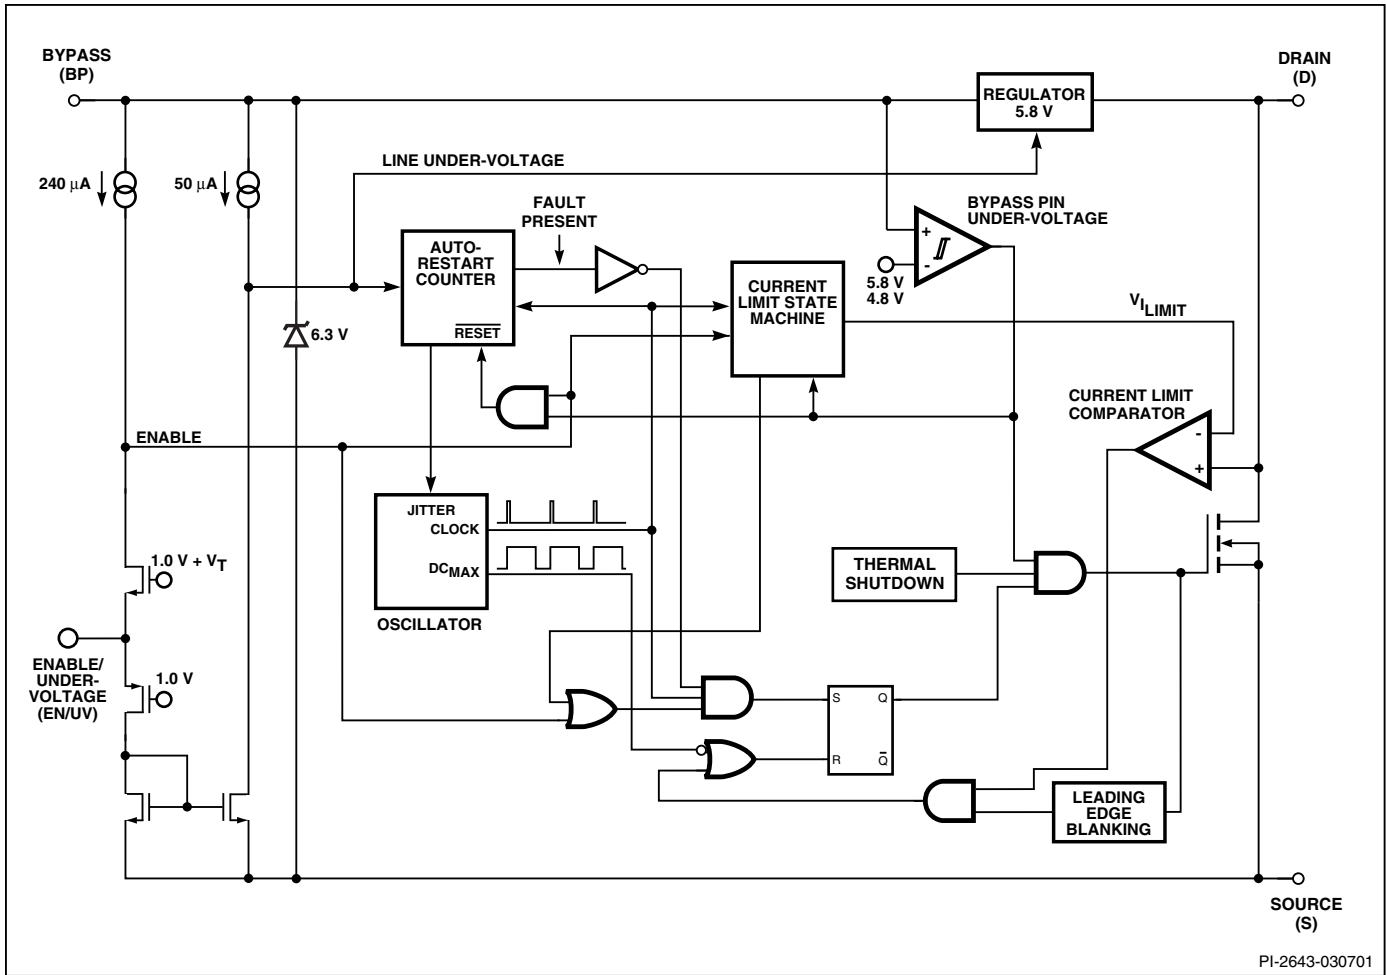 BYPASS
(BP)
DRAIN
(D)
REGULATOR
5.8 V
LINE UNDER-VOLTAGE
240 μA
50 μA
FAULT
PRESENT
BYPASS PIN
UNDER-VOLTAGE
+
-
5.8 V
4.8 V
AUTO-
RESTART
COUNTER
RESET
CURRENT
LIMIT STATE
MACHINE
VILIMIT
6.3 V
CURRENT LIMIT
COMPARATOR
-
+
ENABLE
JITTER
CLOCK
DCMAX
OSCILLATOR
1.0 V + VT
THERMAL
SHUTDOWN
ENABLE/
UNDER-
VOLTAGE
(EN/UV)
1.0 V
S Q
R Q
LEADING
EDGE
BLANKING
SOURCE
(S)
PI-2643-030701